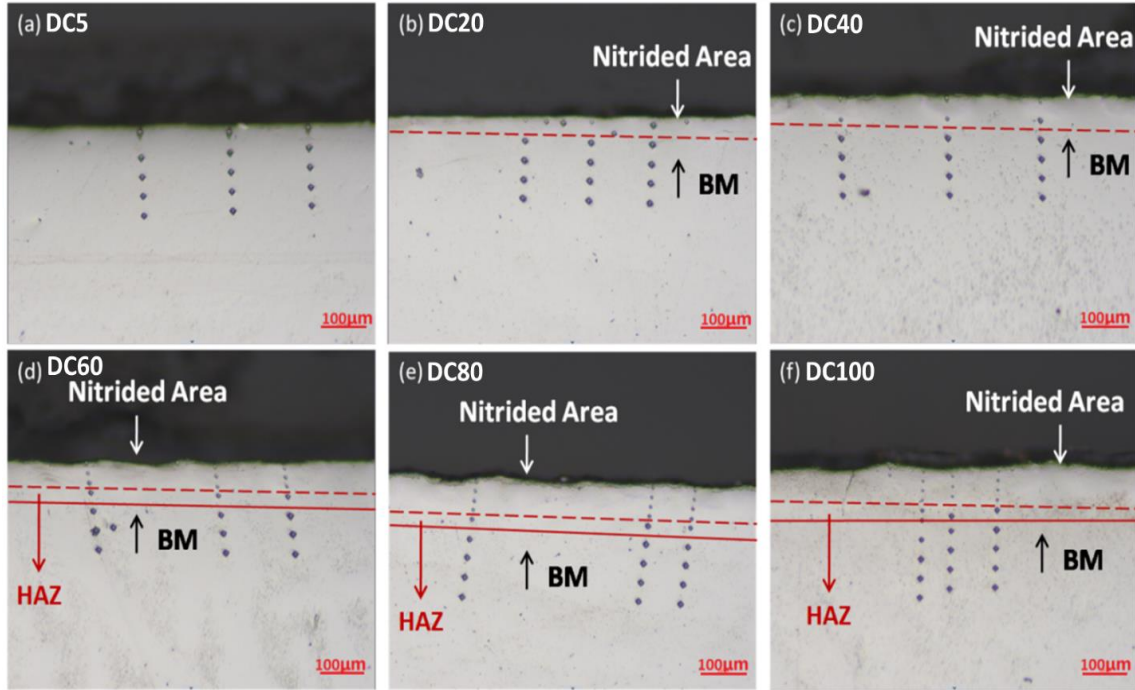 (a) DC5
100µm
(b) DC20
Nitrided Area
BM
100µm
(c) DC40
Nitrided Area
BM
100µm
(d) DC60
Nitrided Area
BM
HAZ
100µm
(e) DC80
Nitrided Area
BM
HAZ
100µm
(f) DC100
Nitrided Area
BM
HAZ
100µm